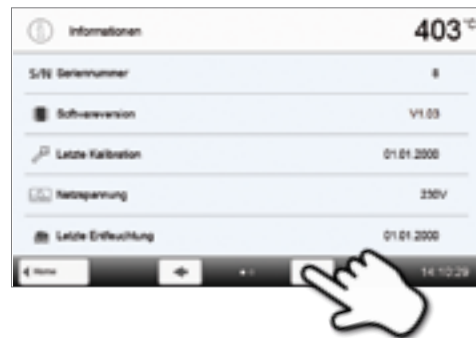 Informationen 403 °C
S/N Seriennummer 8
Softwareversion V1.03
Letzte Kalibration 01.01.2000
Netzspannung 230V
Letzte Entfeuchtung 01.01.2000
Home 14:10:29